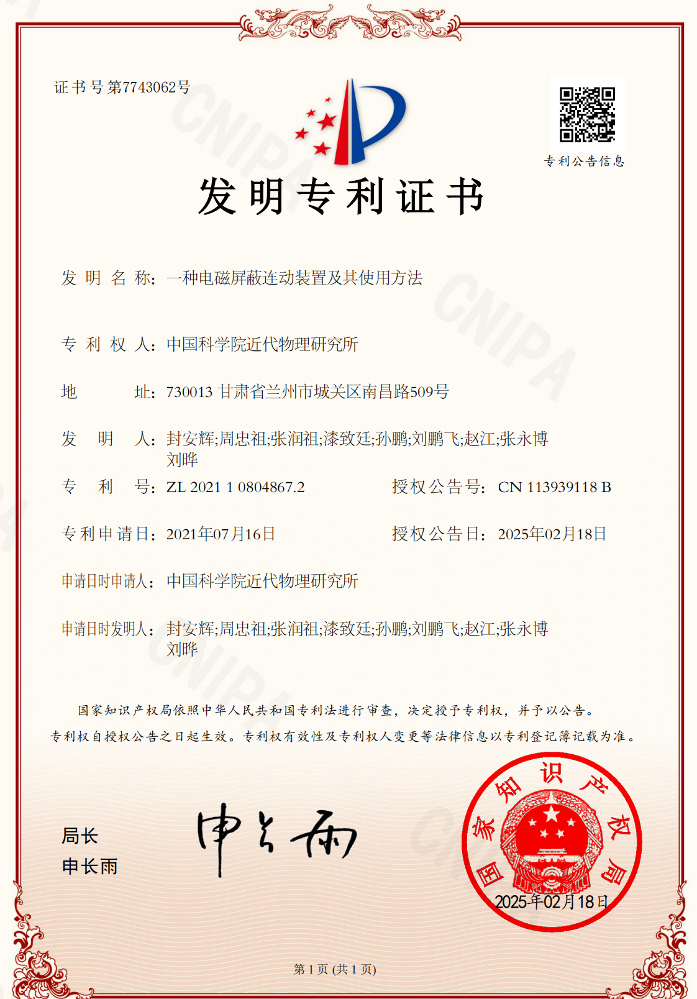 证书号第7743062号
专利公告信息
发明专利证书
发明名称：一种电磁屏蔽连动装置及其使用方法
专利权人：中国科学院近代物理研究所
地址：730013 甘肃省兰州市城关区南昌路509号
发明人：封安辉;周忠祖;张润祖;漆致廷;孙鹏;刘鹏飞;赵江;张永博
刘晔
专利号：ZL 2021 1 0804867.2 授权公告号：CN 113939118 B
专利申请日：2021年07月16日 授权公告日：2025年02月18日
申请日时申请人：中国科学院近代物理研究所
申请日时发明人：封安辉;周忠祖;张润祖;漆致廷;孙鹏;刘鹏飞;赵江;张永博
刘晔
国家知识产权局依照中华人民共和国专利法进行审查，决定授予专利权，并予以公告。
专利权自授权公告之日起生效。专利权有效性及专利权人变更等法律信息以专利登记簿记载为准。
局长
申长雨
申长雨
国家知识产权局
2025年02月18日
第 1 页 (共 1 页)
CNIPA
CNIPA
CNIPA